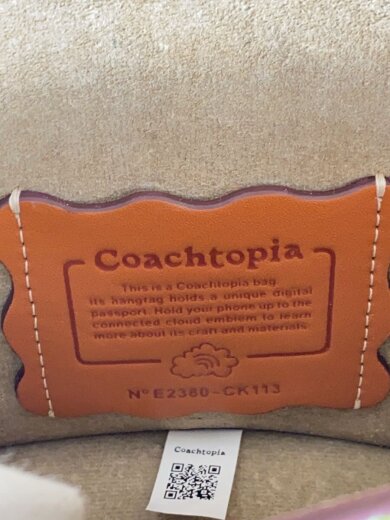 Coachtopia
This is a Coachtopia bag.
Its hangtag holds a unique digital
passport. Hold your phone up to the
connected cloud emblem to learn
more about its craft and materials.
Nº E2380-CK113
Coachtopia